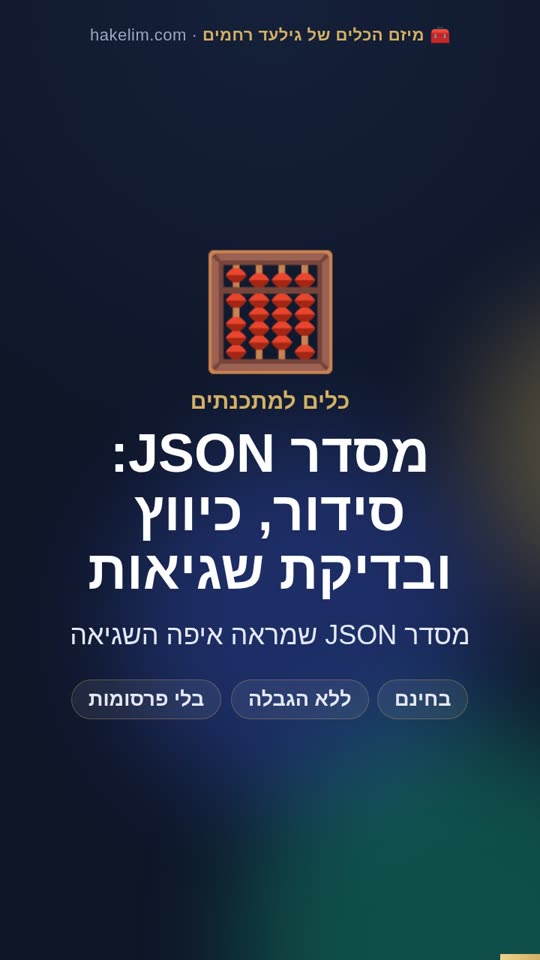 🧰 מיזם הכלים של גילעד רחמים · hakelim.com
כלים למתכנתים
מסדר JSON:
סידור, כיווץ
ובדיקת שגיאות
מסדר JSON שמראה איפה השגיאה
בחינם
ללא הגבלה
בלי פרסומות